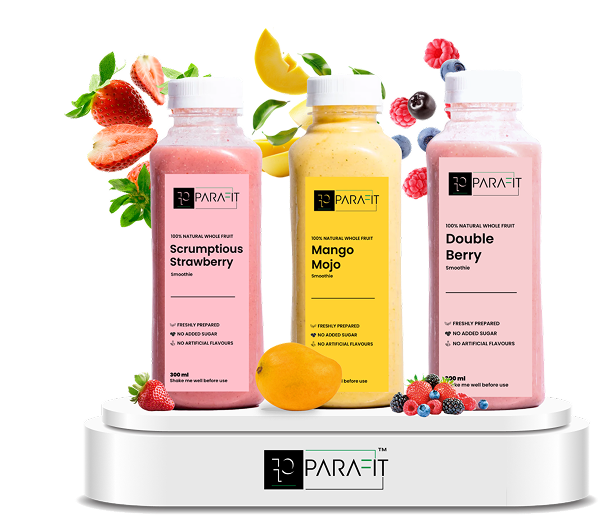 PARAFIT
100% NATURAL WHOLE FRUIT
Scrumptious
Strawberry
Smoothie
FRESHLY PREPARED
NO ADDED SUGAR
NO ARTIFICIAL FLAVOURS
300 ml
Shake me well before use
PARAFIT
100% NATURAL WHOLE FRUIT
Mango
Mojo
Smoothie
FRESHLY PREPARED
NO ADDED SUGAR
NO ARTIFICIAL FLAVOURS
well before use
PARAFIT
100% NATURAL WHOLE FRUIT
Double
Berry
Smoothie
FRESHLY PREPARED
NO ADDED SUGAR
NO ARTIFICIAL FLAVOURS
300 ml
me well before use
PARAFIT™